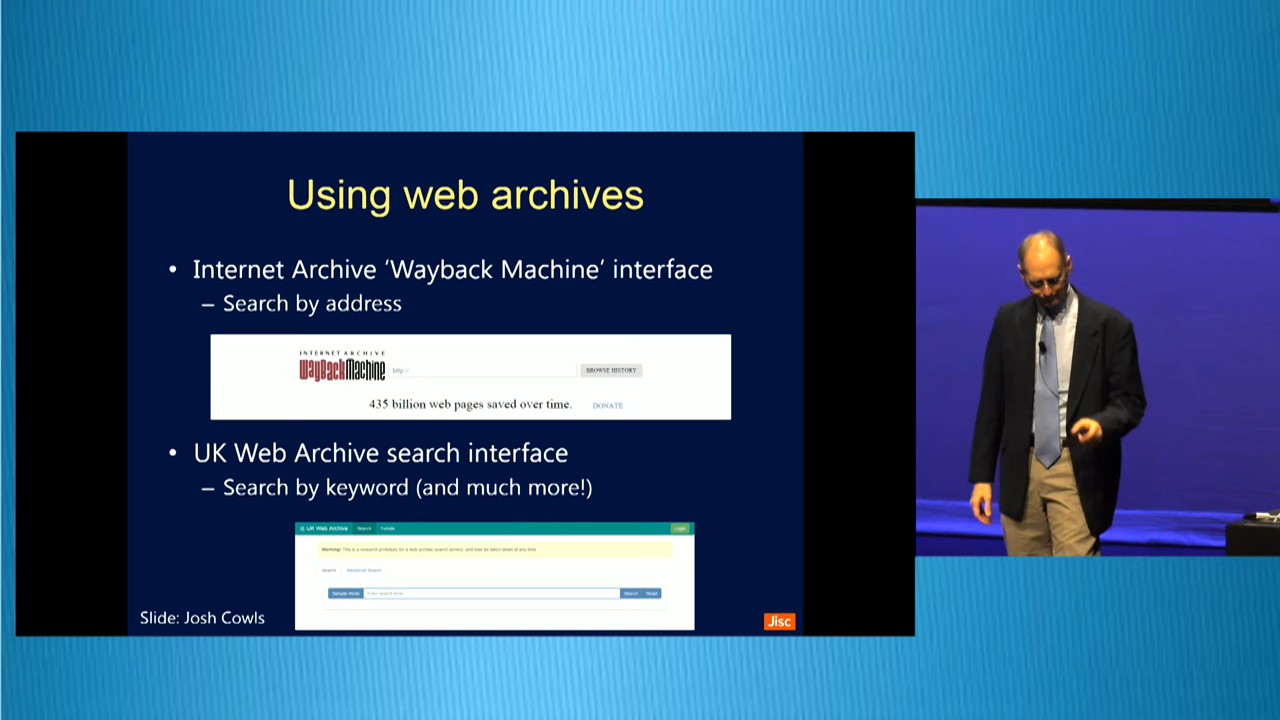 Using web archives
• Internet Archive ‘Wayback Machine’ interface
– Search by address
INTERNET ARCHIVE
WayBackMachine
http://
BROWSE HISTORY
435 billion web pages saved over time.
DONATE
• UK Web Archive search interface
– Search by keyword (and much more!)
UK Web Archive Search Trends Login
Warning: This is a research prototype for a web archive search service, and may be taken down at any time
Search Advanced Search
Sample Mode Enter search term Search Reset
Slide: Josh Cowls
Jisc